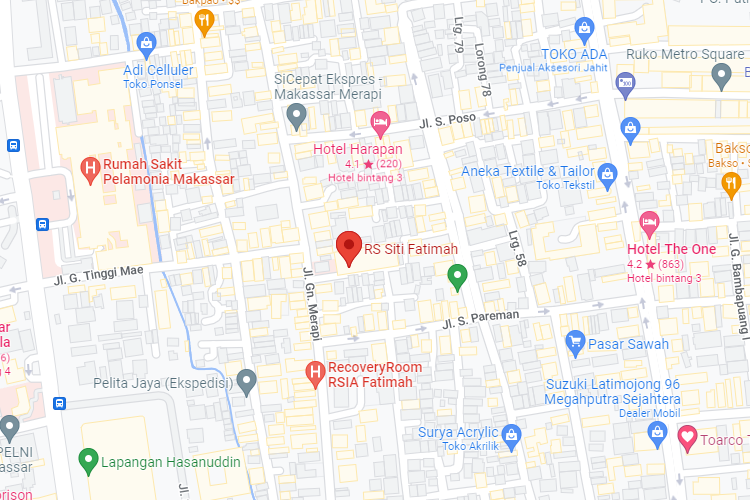 Bakpao · $$
Adi Celluler
Toko Ponsel
SiCepat Ekspres -
Makassar Merapi
Lrg. 79
Lorong 78
TOKO ADA
Penjual Aksesori Jahit
Ruko Metro Square
Jl. S. Poso
Hotel Harapan
4.1 ★ (220)
Hotel bintang 3
H
Rumah Sakit
Pelamonia Makassar
Aneka Textile & Tailor
Toko Tekstil
Bakso
Bakso ·
RS Siti Fatimah
Lrg. 58
Hotel The One
4.2 ★ (863)
Hotel bintang 3
Jl. G. Tinggi Mae
Jl. Gn. Merapi
Jl. G. Bambapuang
Jl. S. Pareman
Pasar Sawah
H
RecoveryRoom
RSIA Fatimah
Pelita Jaya (Ekspedisi)
Suzuki Latimojong 96
Megahputra Sejahtera
Dealer Mobil
Surya Acrylic
Toko Akrilik
Toarco T
PELNI
assar
Lapangan Hasanuddin
Jl.
orison